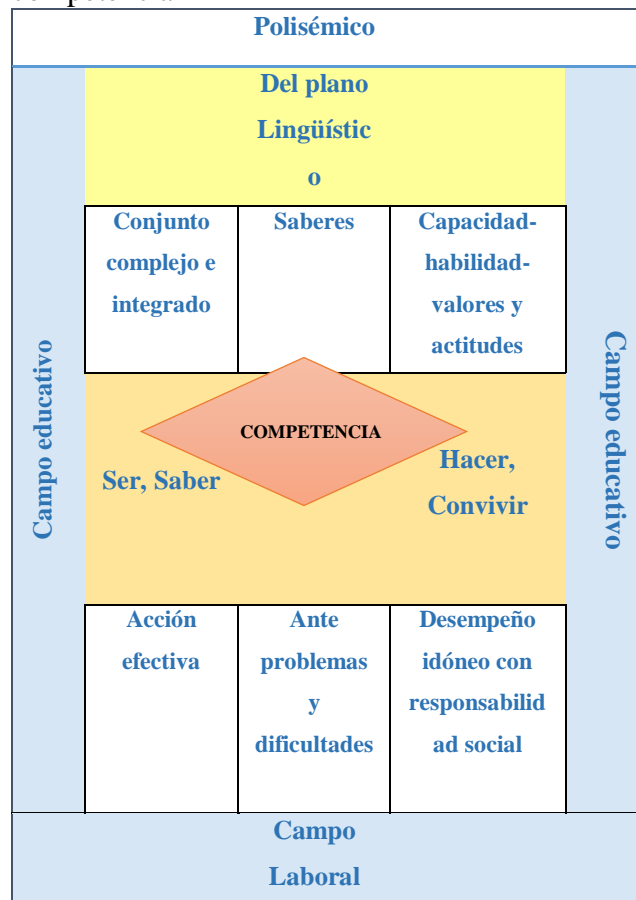 Polisémico
Del plano
Lingüístic
o
Conjunto
complejo e
integrado
Saberes
Capacidad-
habilidad-
valores y
actitudes
Campo educativo
COMPETENCIA
Ser, Saber
Hacer,
Convivir
Campo educativo
Acción
efectiva
Ante
problemas
y
dificultades
Desempeño
idóneo con
responsabilid
ad social
Campo
Laboral